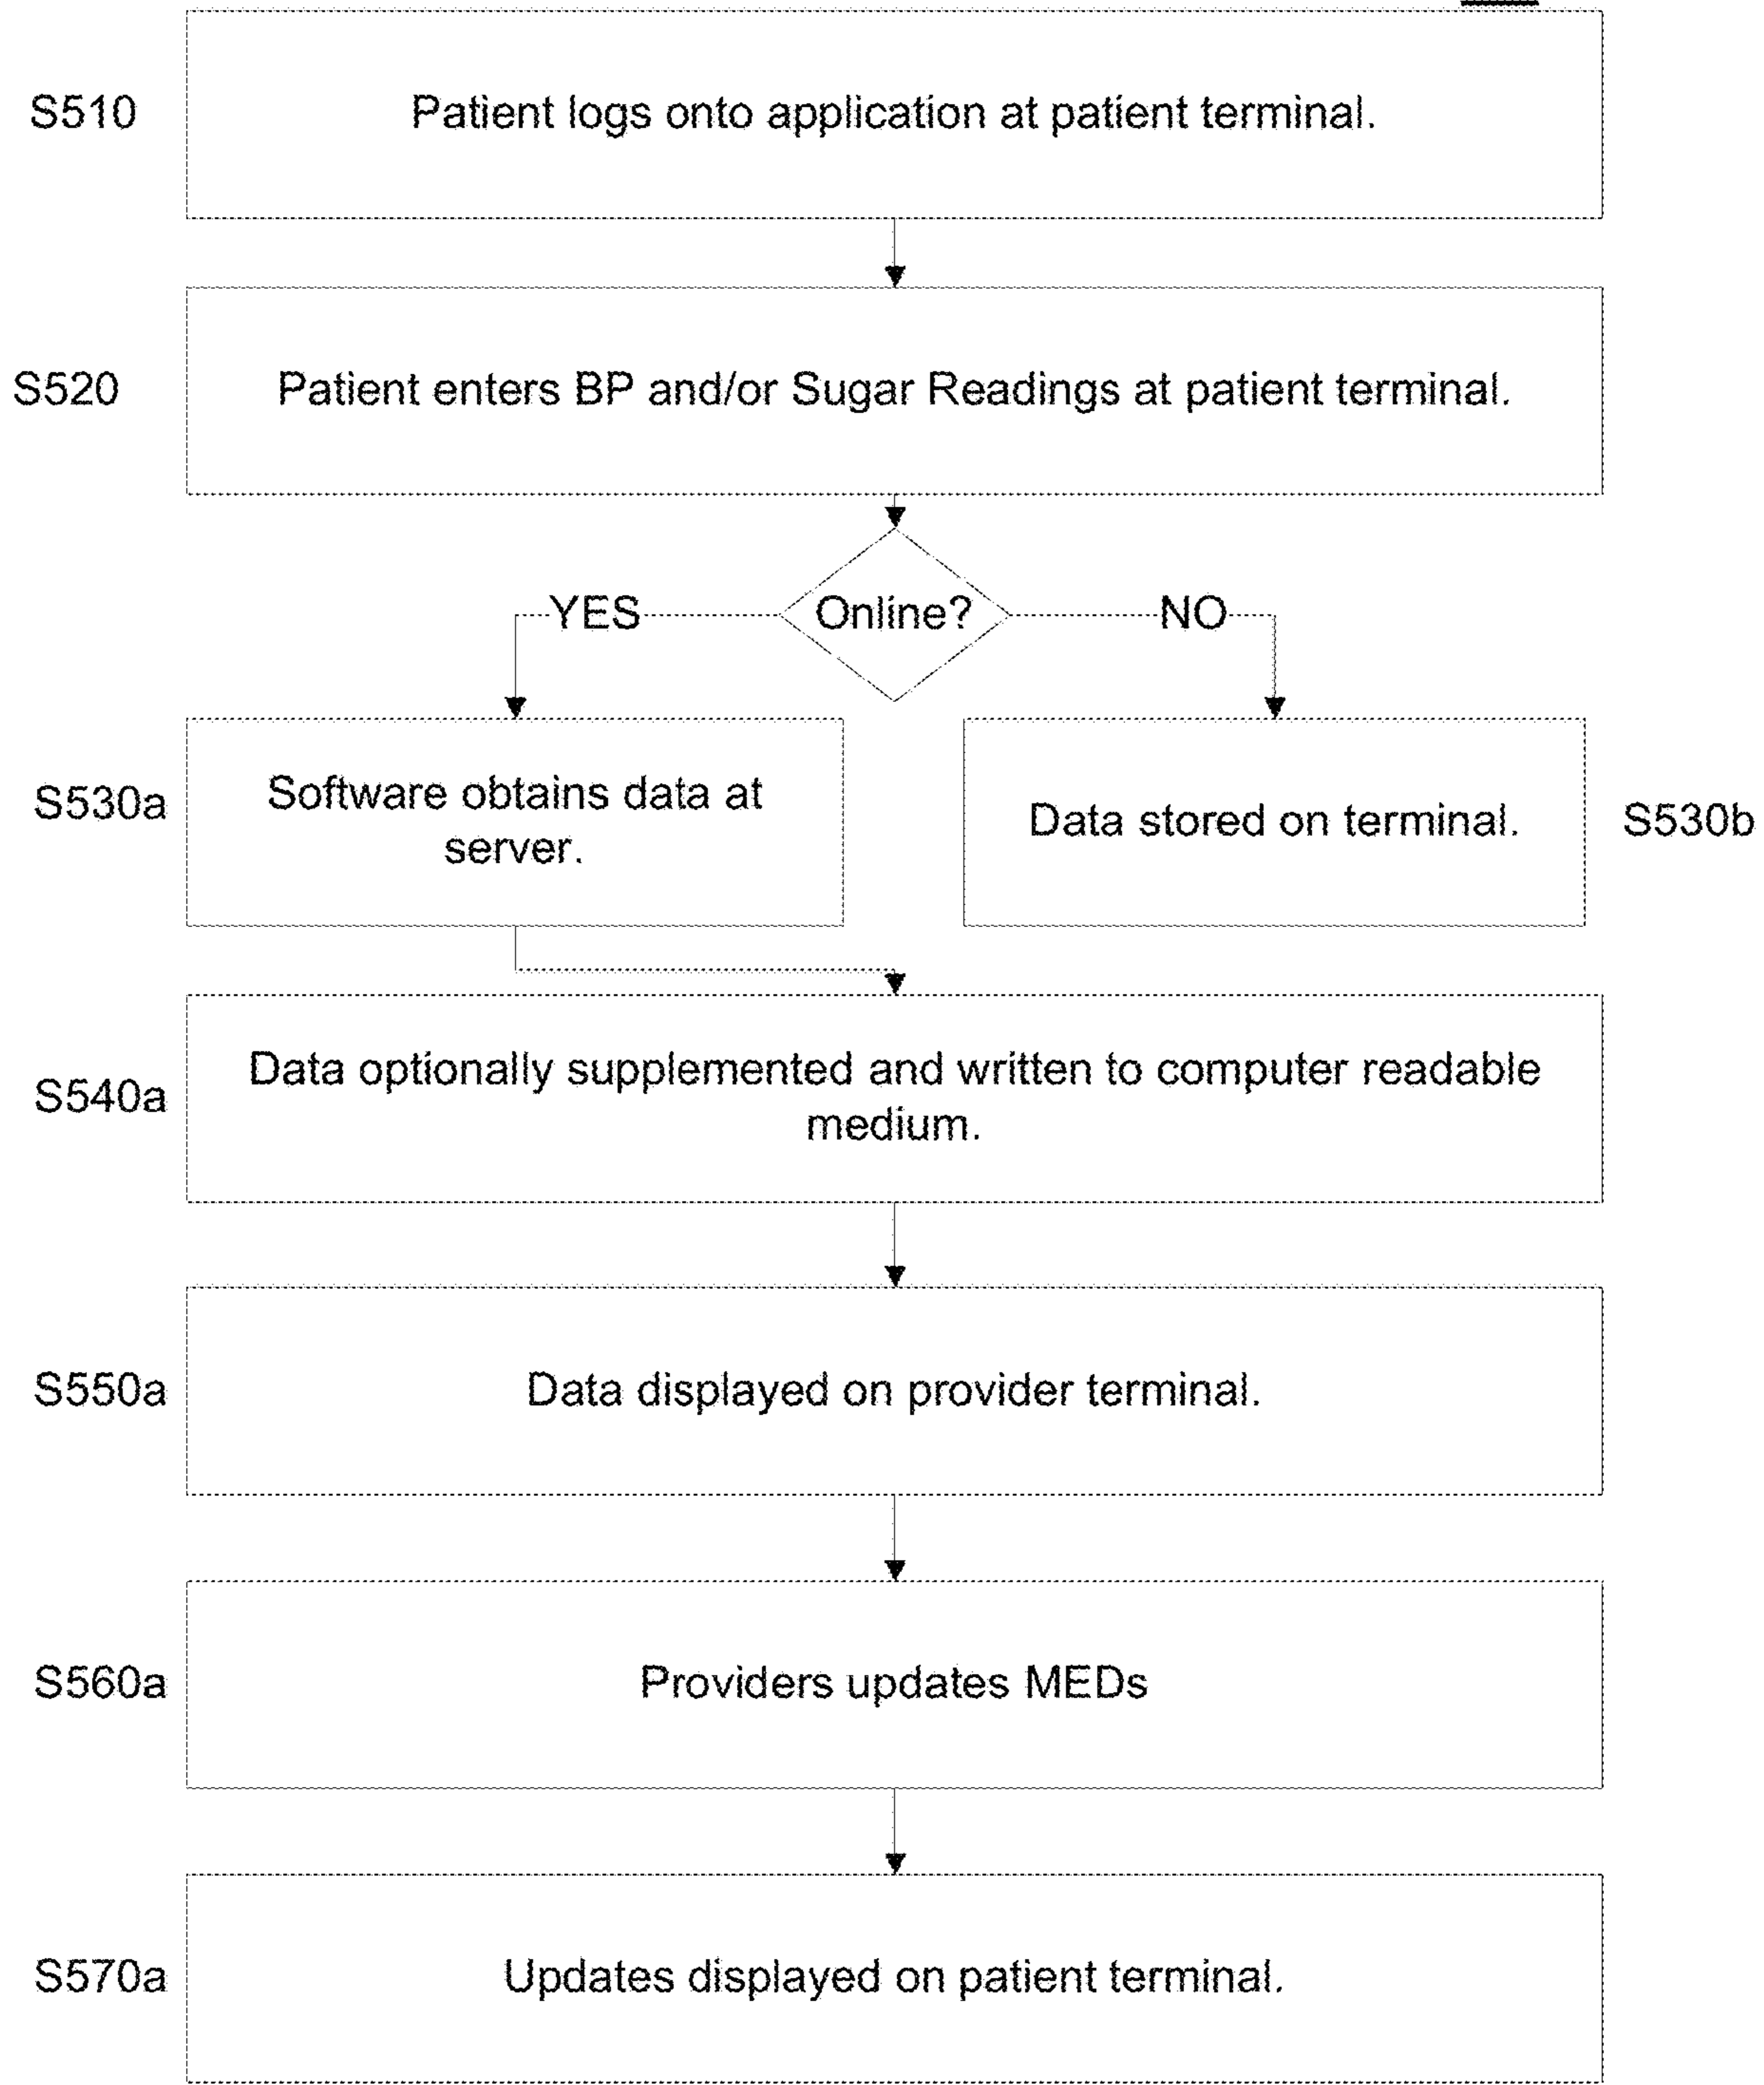 S510
Patient logs onto application at patient terminal.
S520
Patient enters BP and/or Sugar Readings at patient terminal.
YES
Online?
NO
S530a
Software obtains data at
server.
Data stored on terminal.
S530b
S540a
Data optionally supplemented and written to computer readable
medium.
S550a
Data displayed on provider terminal.
S560a
Providers updates MEDs
S570a
Updates displayed on patient terminal.